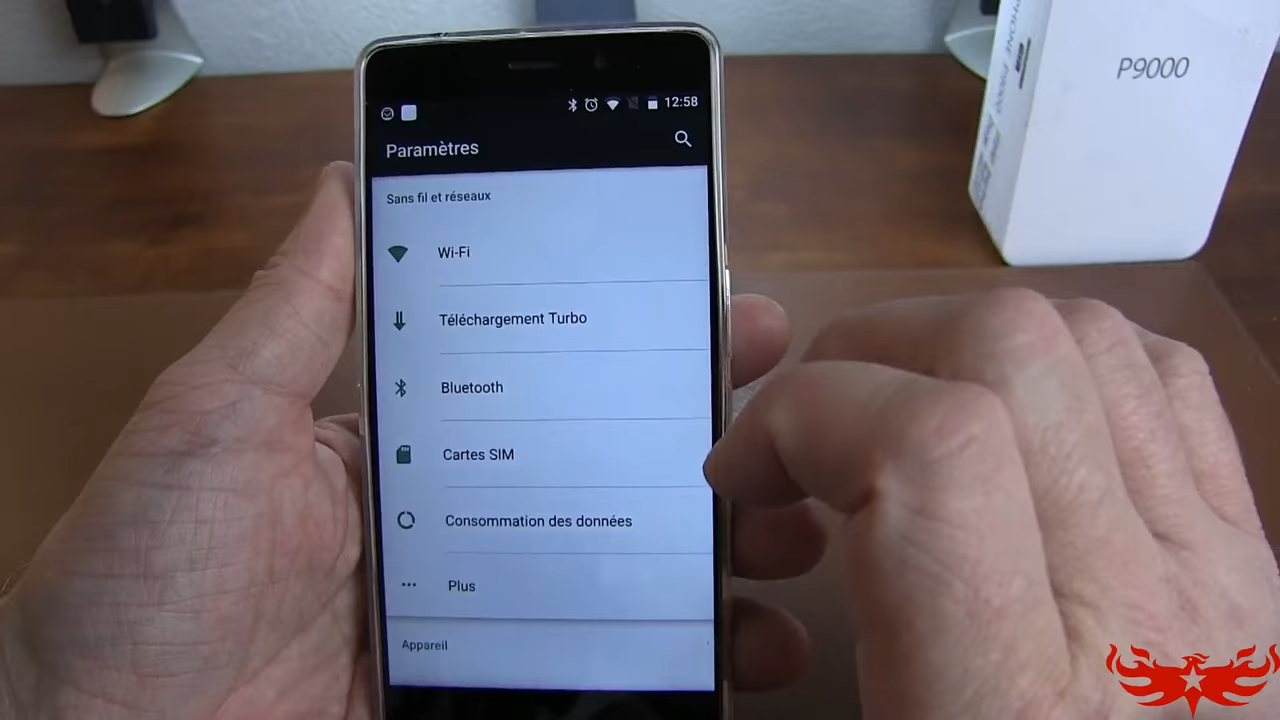 12:58
Paramètres
Sans fil et réseaux
Wi-Fi
Téléchargement Turbo
Bluetooth
Cartes SIM
Consommation des données
Plus
Appareil
P9000